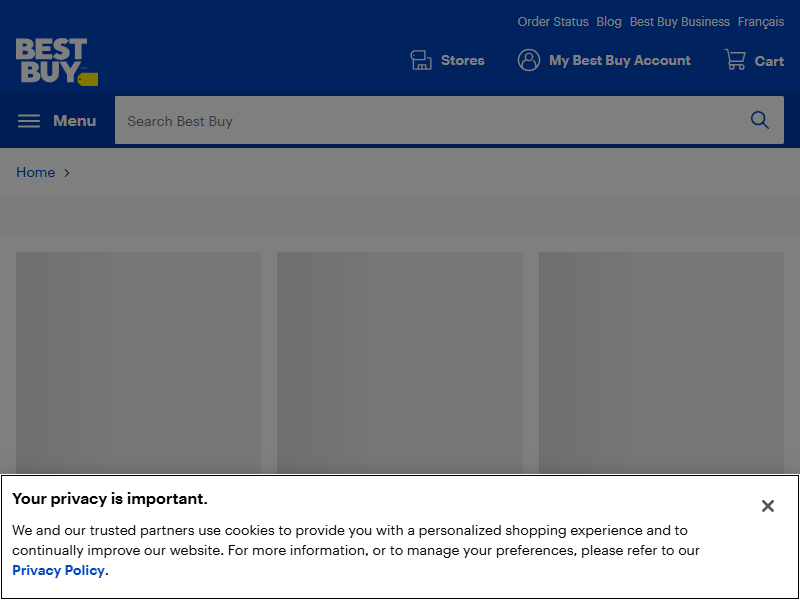 Order Status Blog Best Buy Business Français
BEST
BUY
Stores
My Best Buy Account
Cart
Menu
Search Best Buy
Home
Your privacy is important.
We and our trusted partners use cookies to provide you with a personalized shopping experience and to
continually improve our website. For more information, or to manage your preferences, please refer to our
Privacy Policy.